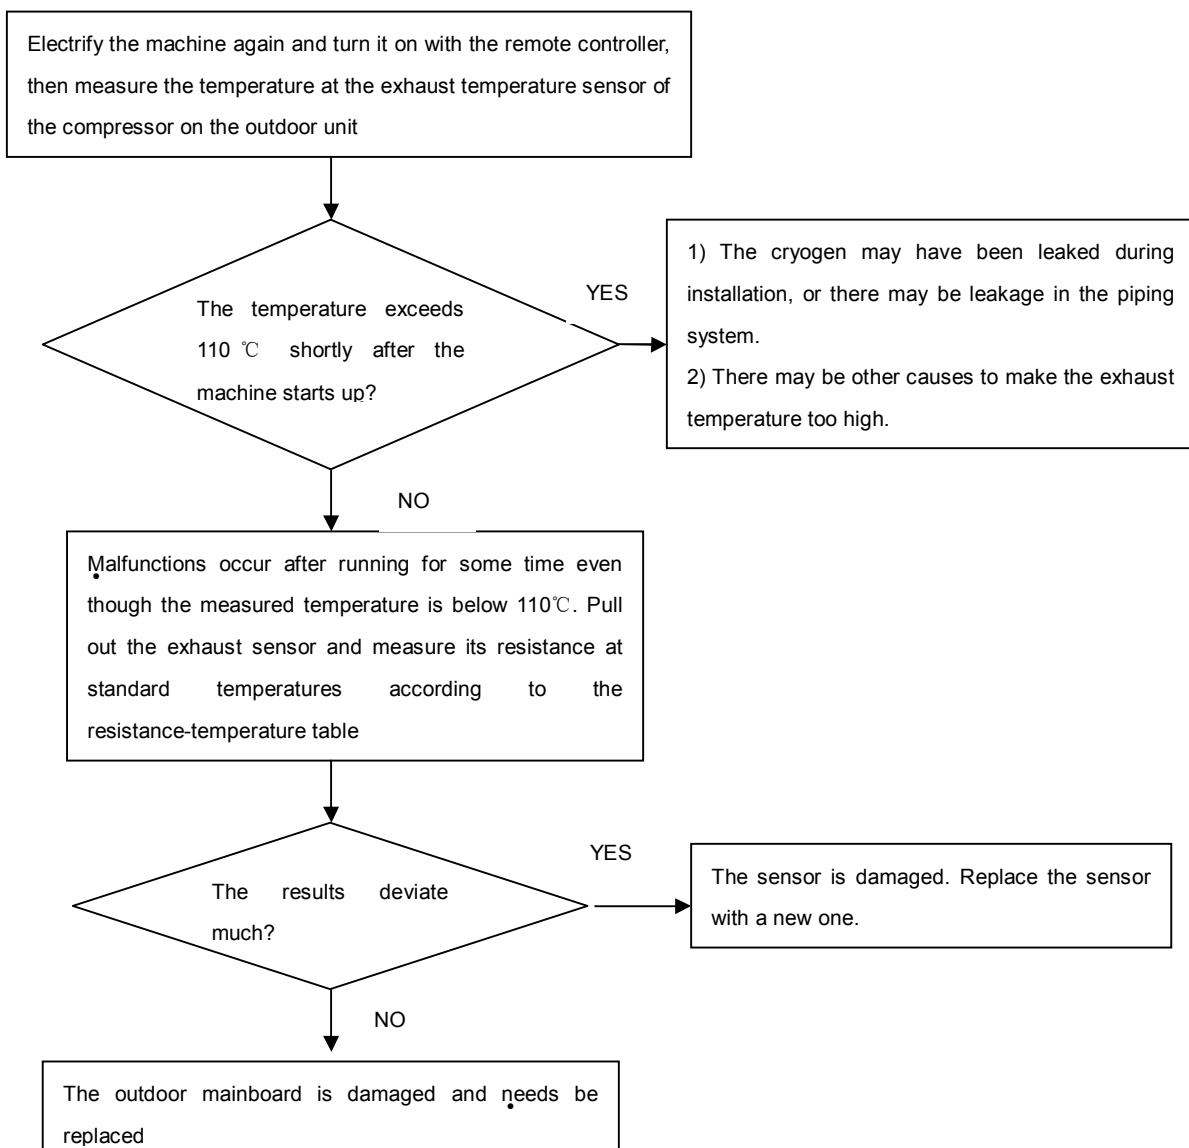 Electrify the machine again and turn it on with the remote controller,
then measure the temperature at the exhaust temperature sensor of
the compressor on the outdoor unit
The temperature exceeds
110 ℃ shortly after the
machine starts up?
YES
1) The cryogen may have been leaked during
installation, or there may be leakage in the piping
system.
2) There may be other causes to make the exhaust
temperature too high.
NO
Malfunctions occur after running for some time even
though the measured temperature is below 110℃. Pull
out the exhaust sensor and measure its resistance at
standard temperatures according to the
resistance-temperature table
The results deviate
much?
YES
The sensor is damaged. Replace the sensor
with a new one.
NO
The outdoor mainboard is damaged and needs be
replaced